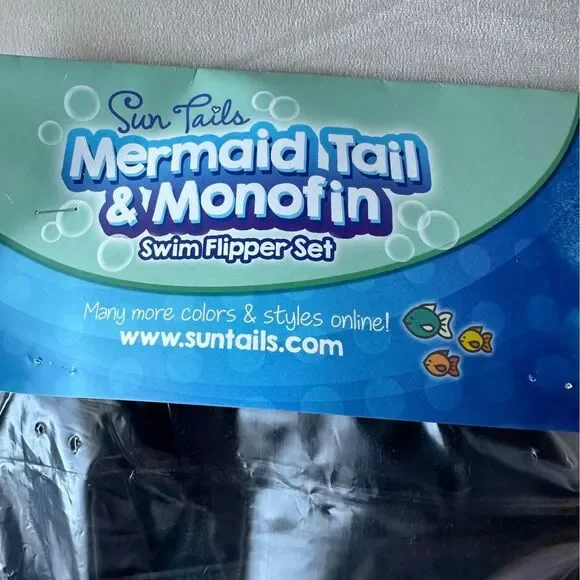 Sun Tails
Mermaid Tail
& Monofin
Swim Flipper Set
Many more colors & styles online!
www.suntails.com